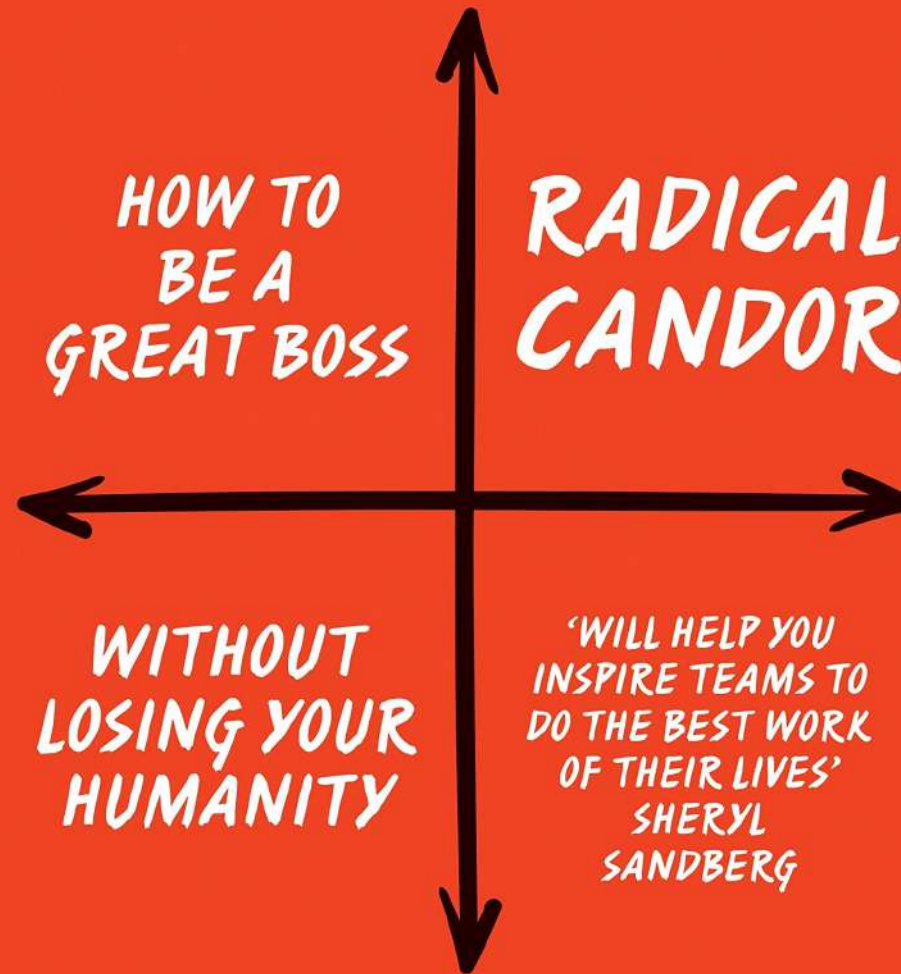 HOW TO
BE A
GREAT BOSS
RADICAL
CANDOR
WITHOUT
LOSING YOUR
HUMANITY
‘WILL HELP YOU
INSPIRE TEAMS TO
DO THE BEST WORK
OF THEIR LIVES’
SHERYL
SANDBERG